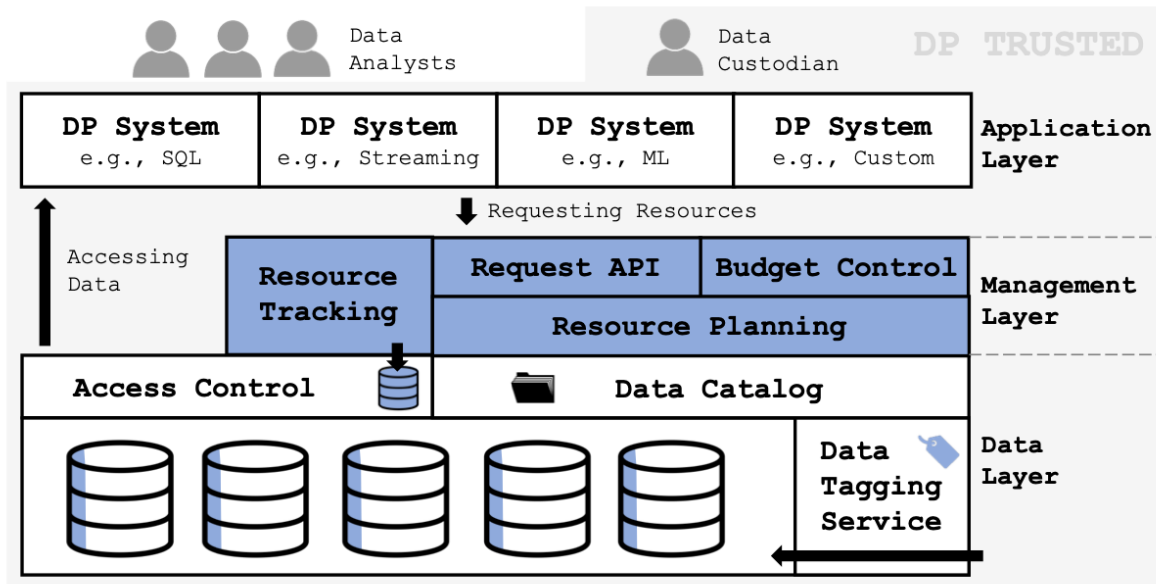 Data
Analysts
Data
Custodian
DP TRUSTED
DP System
e.g., SQL
DP System
e.g., Streaming
DP System
e.g., ML
DP System
e.g., Custom
Application
Layer
Requesting Resources
Accessing
Data
Resource
Tracking
Request API
Budget Control
Resource Planning
Management
Layer
Access Control
Data Catalog
Data
Tagging
Service
Data
Layer